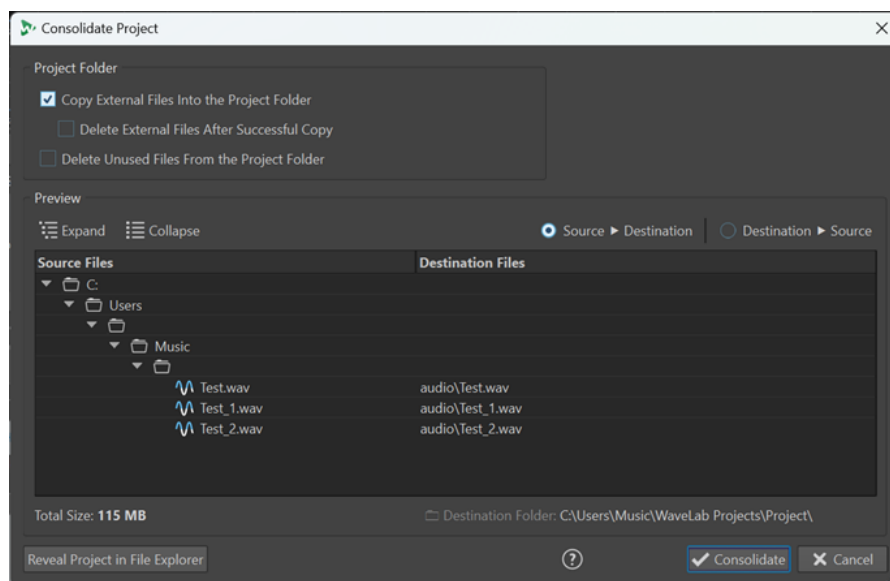 Consolidate Project
Project Folder
Copy External Files Into the Project Folder
Delete External Files After Successful Copy
Delete Unused Files From the Project Folder
Preview
Expand Collapse Source ▶ Destination Destination ▶ Source
Source Files Destination Files
C:
Users
Music
Test.wav audio\Test.wav
Test_1.wav audio\Test_1.wav
Test_2.wav audio\Test_2.wav
Total Size: 115 MB Destination Folder: C:\Users\Music\WaveLab Projects\Project\
Reveal Project in File Explorer ? Consolidate Cancel